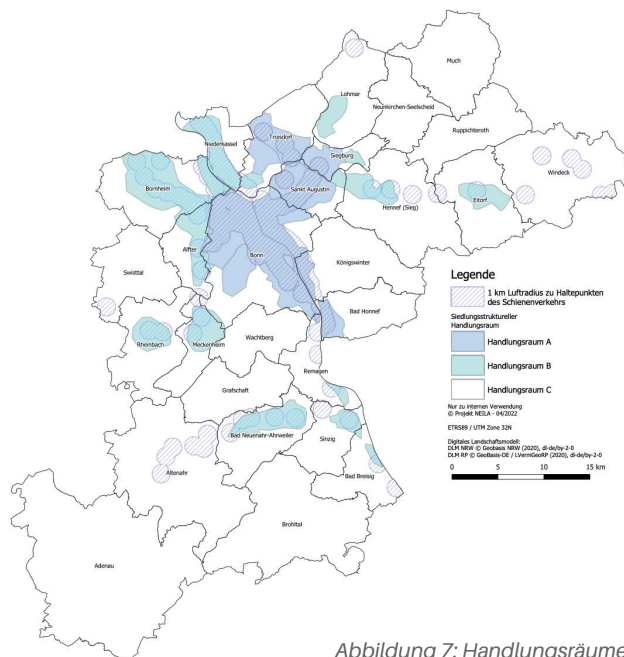 Much
Lohmar
Neunkirchen-Seelscheid
Ruppichteroth
Troisdorf
Niederkassel
Siegburg
Windeck
Sankt Augustin
Bornheim
Hennef (Sieg)
Eitorf
Bonn
Alfter
Königswinter
Swisttal
Bad Honnef
Rheinbach
Meckenheim
Wachtberg
Remagen
Grafschaft
Bad Neuenahr-Ahrweiler
Sinzig
Altenahr
Bad Breisig
Brohltal
Adenau
Legende
1 km Luftradius zu Haltepunkten
des Schienenverkehrs
Siedlungsstruktureller
Handlungsraum
Handlungsraum A
Handlungsraum B
Handlungsraum C
Nur zu internen Verwendung
© Projekt NEILA - 04/2022
ETRS89 / UTM Zone 32N
Digitales Landschaftsmodell:
DLM NRW © Geobasis NRW (2020), dl-de/by-2-0
DLM RP © GeoBasis-DE / LVermGeoRP (2020), dl-de/by-2-0
0 5 10 15 km
Abbildung 7: Handlungsräume